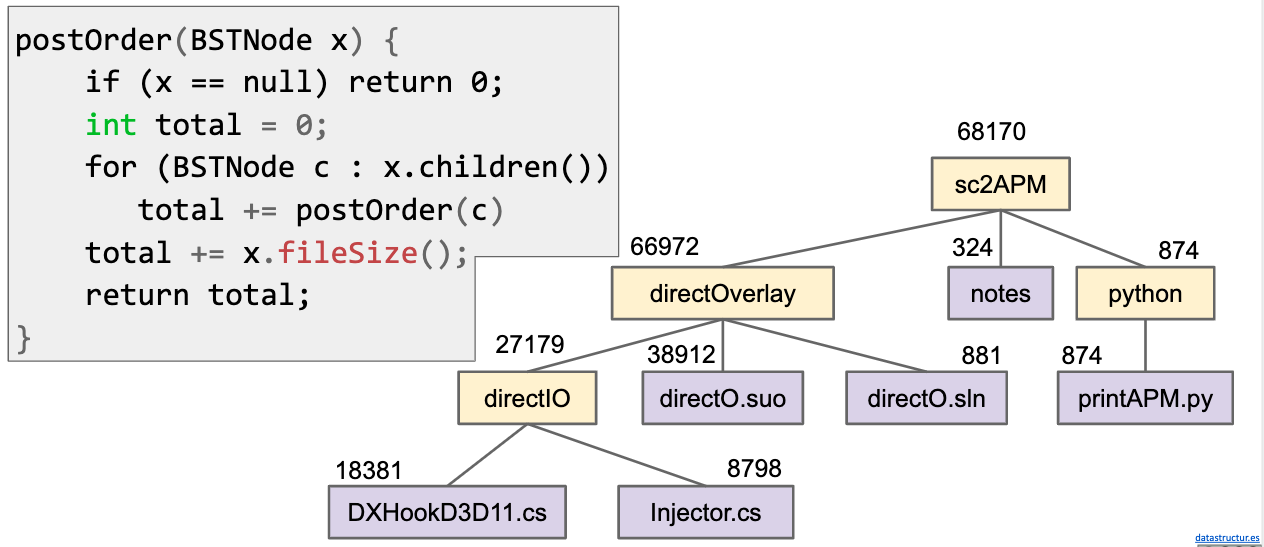 postOrder(BSTNode x) {
if (x == null) return 0;
int total = 0;
for (BSTNode c : x.children())
total += postOrder(c)
total += x.fileSize();
return total;
}
68170
sc2APM
66972
324
874
directOverlay
notes
python
27179
38912
881
874
directIO
directO.suo
directO.sln
printAPM.py
18381
8798
DXHookD3D11.cs
Injector.cs
datastructur.es